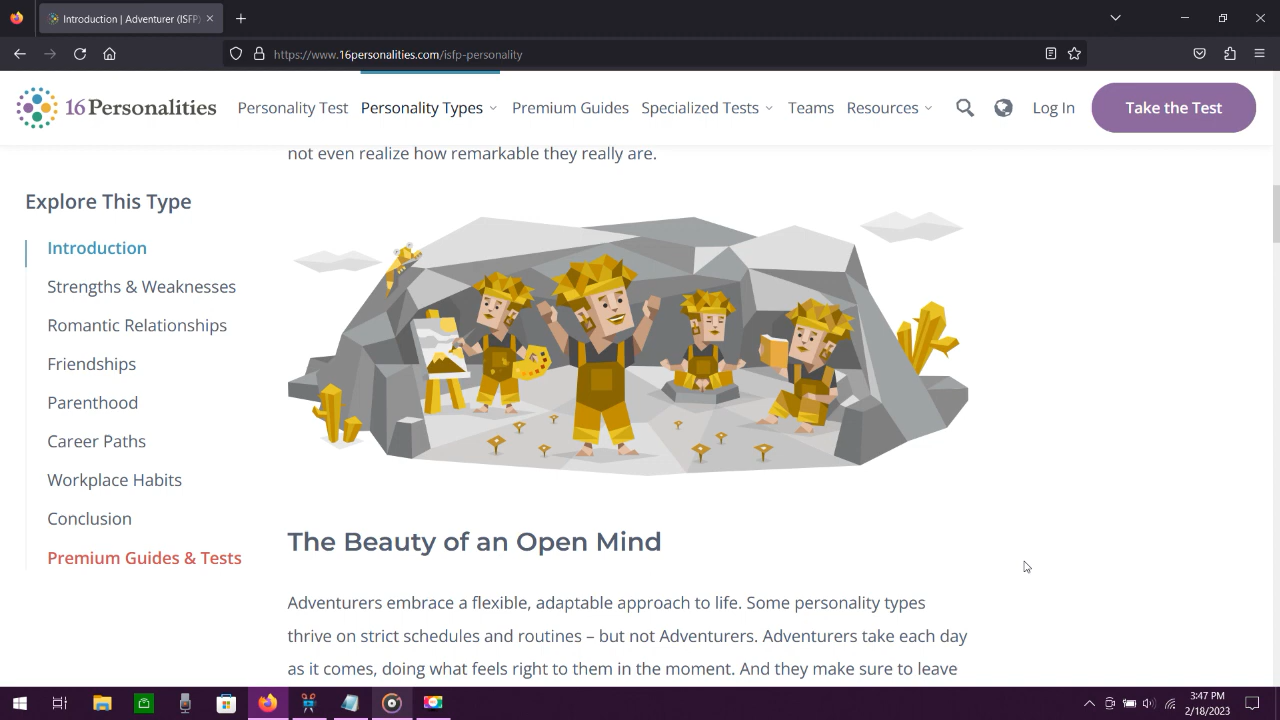 Introduction | Adventurer (ISFP)
https://www.16personalities.com/isfp-personality
16Personalities
Personality Test
Personality Types
Premium Guides
Specialized Tests
Teams
Resources
Log In
Take the Test
not even realize how remarkable they really are.
Explore This Type
Introduction
Strengths & Weaknesses
Romantic Relationships
Friendships
Parenthood
Career Paths
Workplace Habits
Conclusion
Premium Guides & Tests
The Beauty of an Open Mind
Adventurers embrace a flexible, adaptable approach to life. Some personality types
thrive on strict schedules and routines – but not Adventurers. Adventurers take each day
as it comes, doing what feels right to them in the moment. And they make sure to leave
3:47 PM
2/18/2023